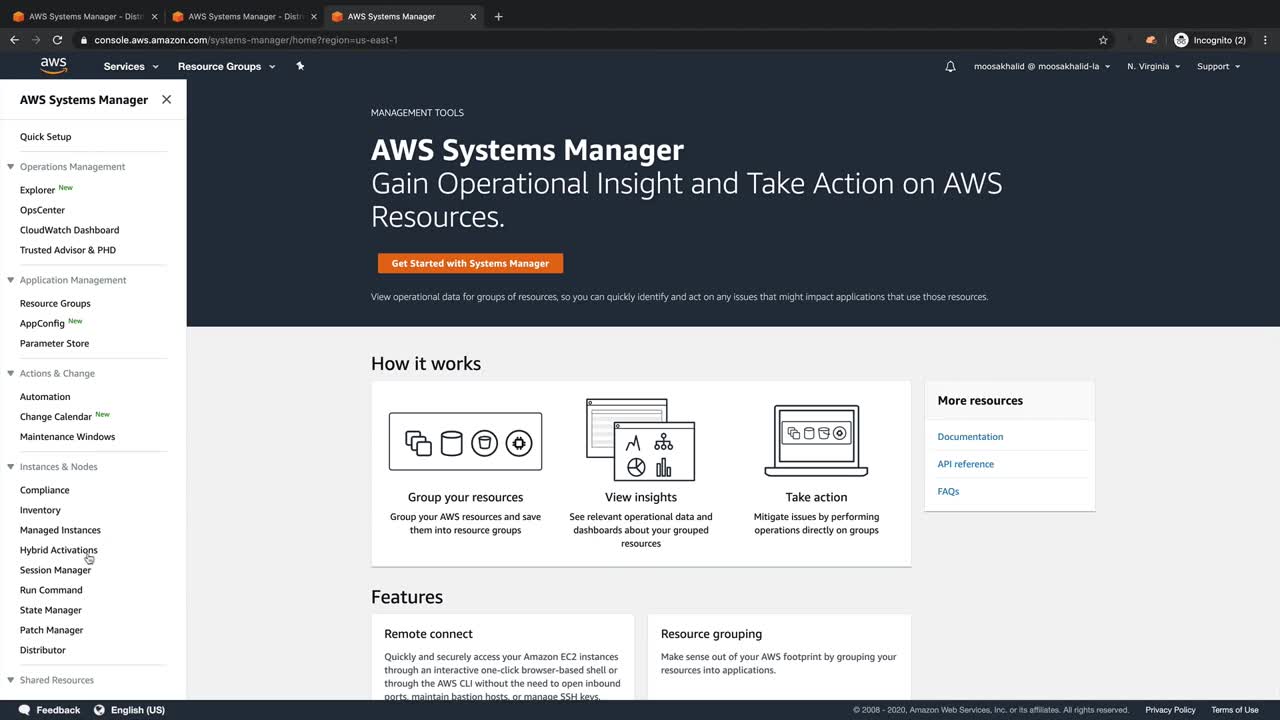 AWS Systems Manager - Distr
AWS Systems Manager - Distr
AWS Systems Manager
console.aws.amazon.com/systems-manager/home?region=us-east-1
Incognito (2)
aws
Services
Resource Groups
moosakhalid @ moosakhalid-la
N. Virginia
Support
AWS Systems Manager
Quick Setup
Operations Management
Explorer New
OpsCenter
CloudWatch Dashboard
Trusted Advisor & PHD
Application Management
Resource Groups
AppConfig New
Parameter Store
Actions & Change
Automation
Change Calendar New
Maintenance Windows
Instances & Nodes
Compliance
Inventory
Managed Instances
Hybrid Activations
Session Manager
Run Command
State Manager
Patch Manager
Distributor
Shared Resources
MANAGEMENT TOOLS
AWS Systems Manager
Gain Operational Insight and Take Action on AWS
Resources.
Get Started with Systems Manager
View operational data for groups of resources, so you can quickly identify and act on any issues that might impact applications that use those resources.
How it works
Group your resources
Group your AWS resources and save
them into resource groups
View insights
See relevant operational data and
dashboards about your grouped
resources
Take action
Mitigate issues by performing
operations directly on groups
More resources
Documentation
API reference
FAQs
Features
Remote connect
Quickly and securely access your Amazon EC2 instances
through an interactive one-click browser-based shell or
through the AWS CLI without the need to open inbound
ports, maintain bastion hosts, or manage SSH keys.
Resource grouping
Make sense out of your AWS footprint by grouping your
resources into applications.
Feedback
English (US)
© 2008 - 2020, Amazon Web Services, Inc. or its affiliates. All rights reserved.
Privacy Policy
Terms of Use